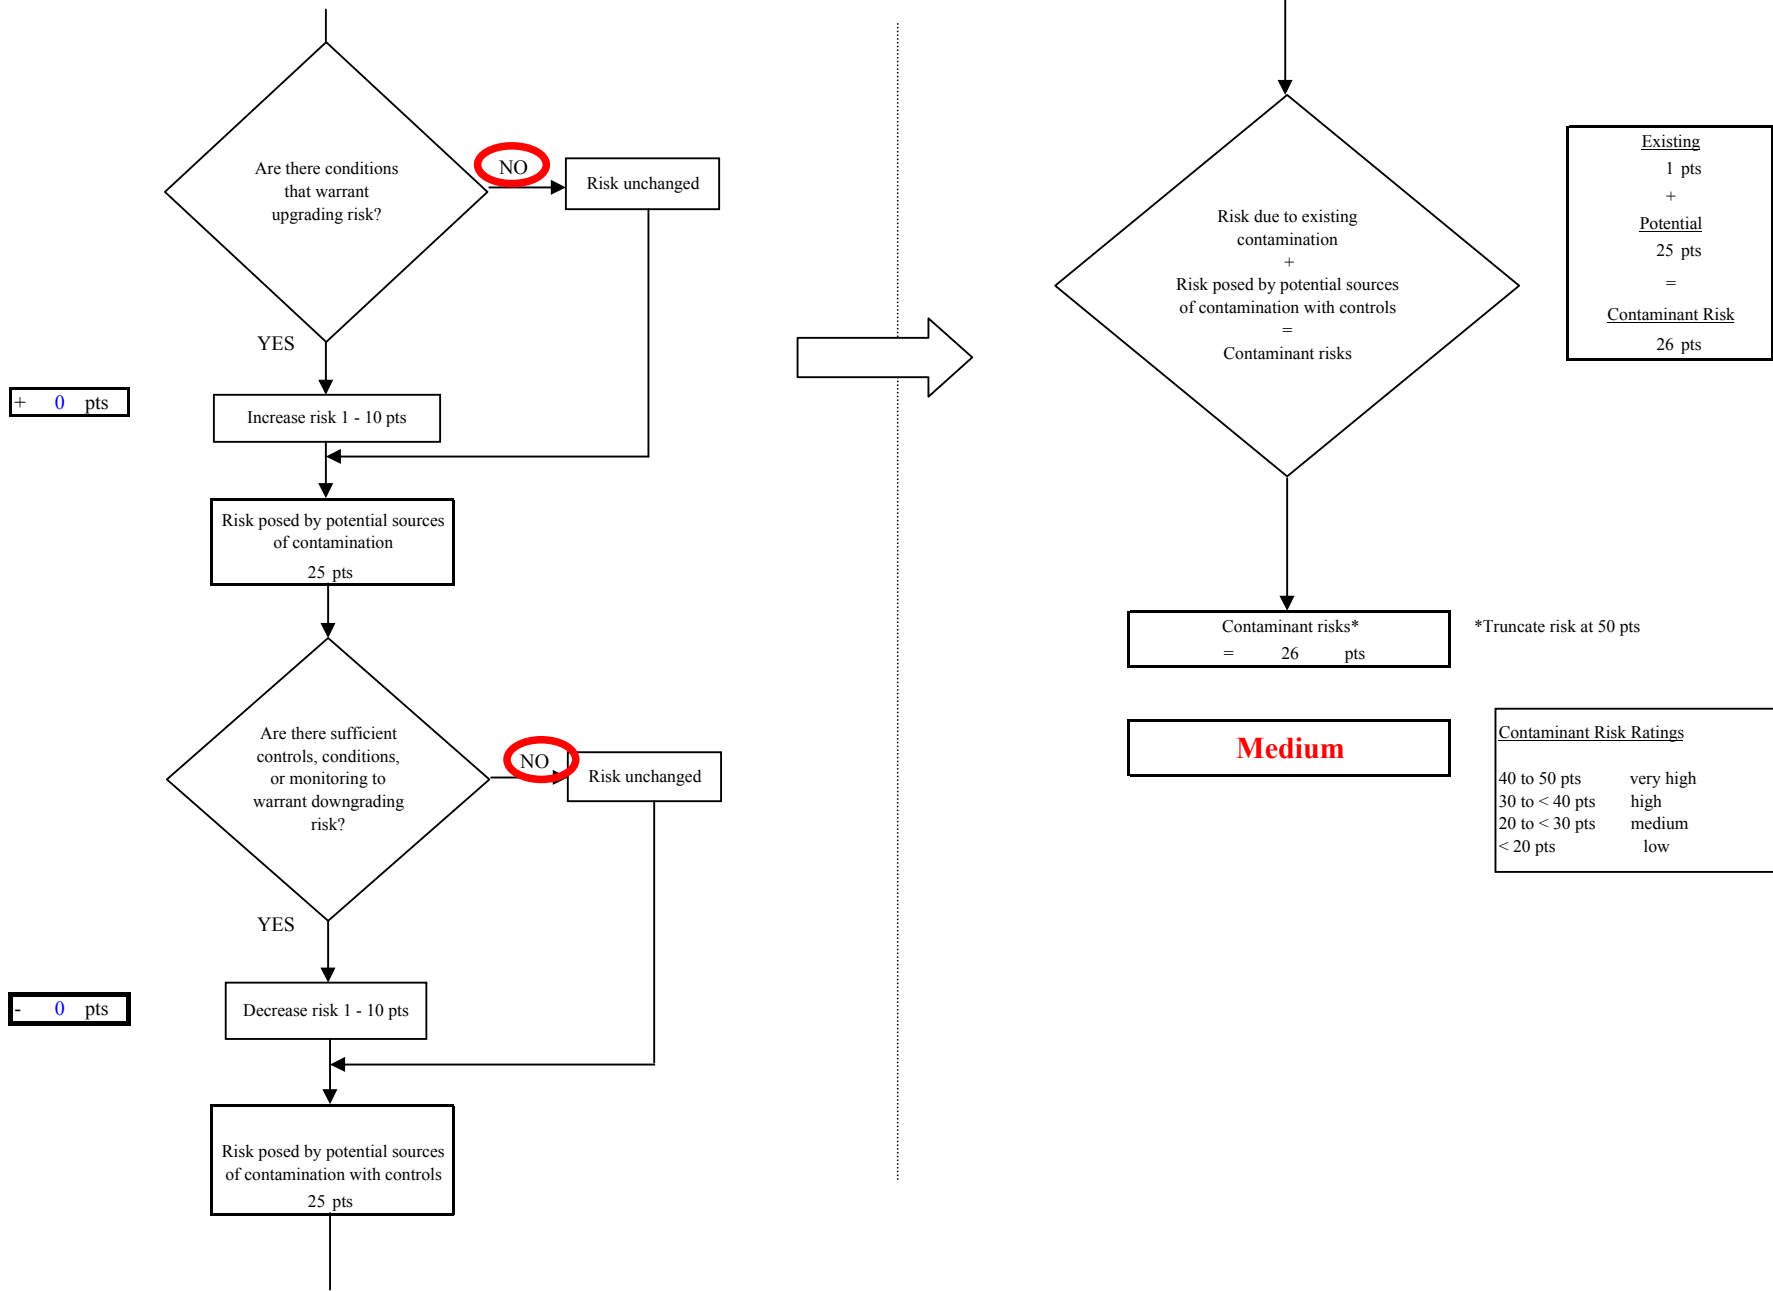 Are there conditions
that warrant
upgrading risk?
NO
Risk unchanged
YES
+ 0 pts
Increase risk 1 - 10 pts
Risk posed by potential sources
of contamination
25 pts
Are there sufficient
controls, conditions,
or monitoring to
warrant downgrading
risk?
NO
Risk unchanged
YES
- 0 pts
Decrease risk 1 - 10 pts
Risk posed by potential sources
of contamination with controls
25 pts
Risk due to existing
contamination
+
Risk posed by potential sources
of contamination with controls
=
Contaminant risks
Existing
1 pts
+
Potential
25 pts
=
Contaminant Risk
26 pts
Contaminant risks*
= 26 pts
*Truncate risk at 50 pts
Medium
Contaminant Risk Ratings
40 to 50 pts very high
30 to < 40 pts high
20 to < 30 pts medium
< 20 pts low